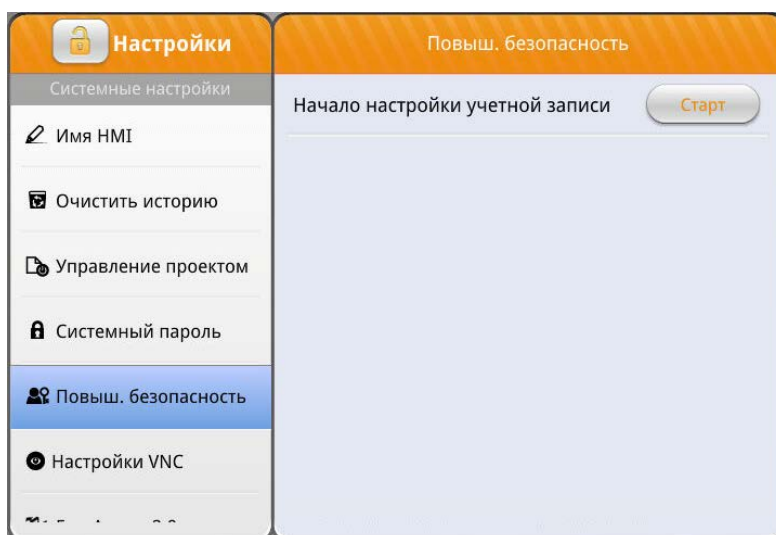 Настройки
Системные настройки
Имя HMI
Очистить историю
Управление проектом
Системный пароль
Повыш. безопасность
Настройки VNC
Повыш. безопасность
Начало настройки учетной записи
Старт